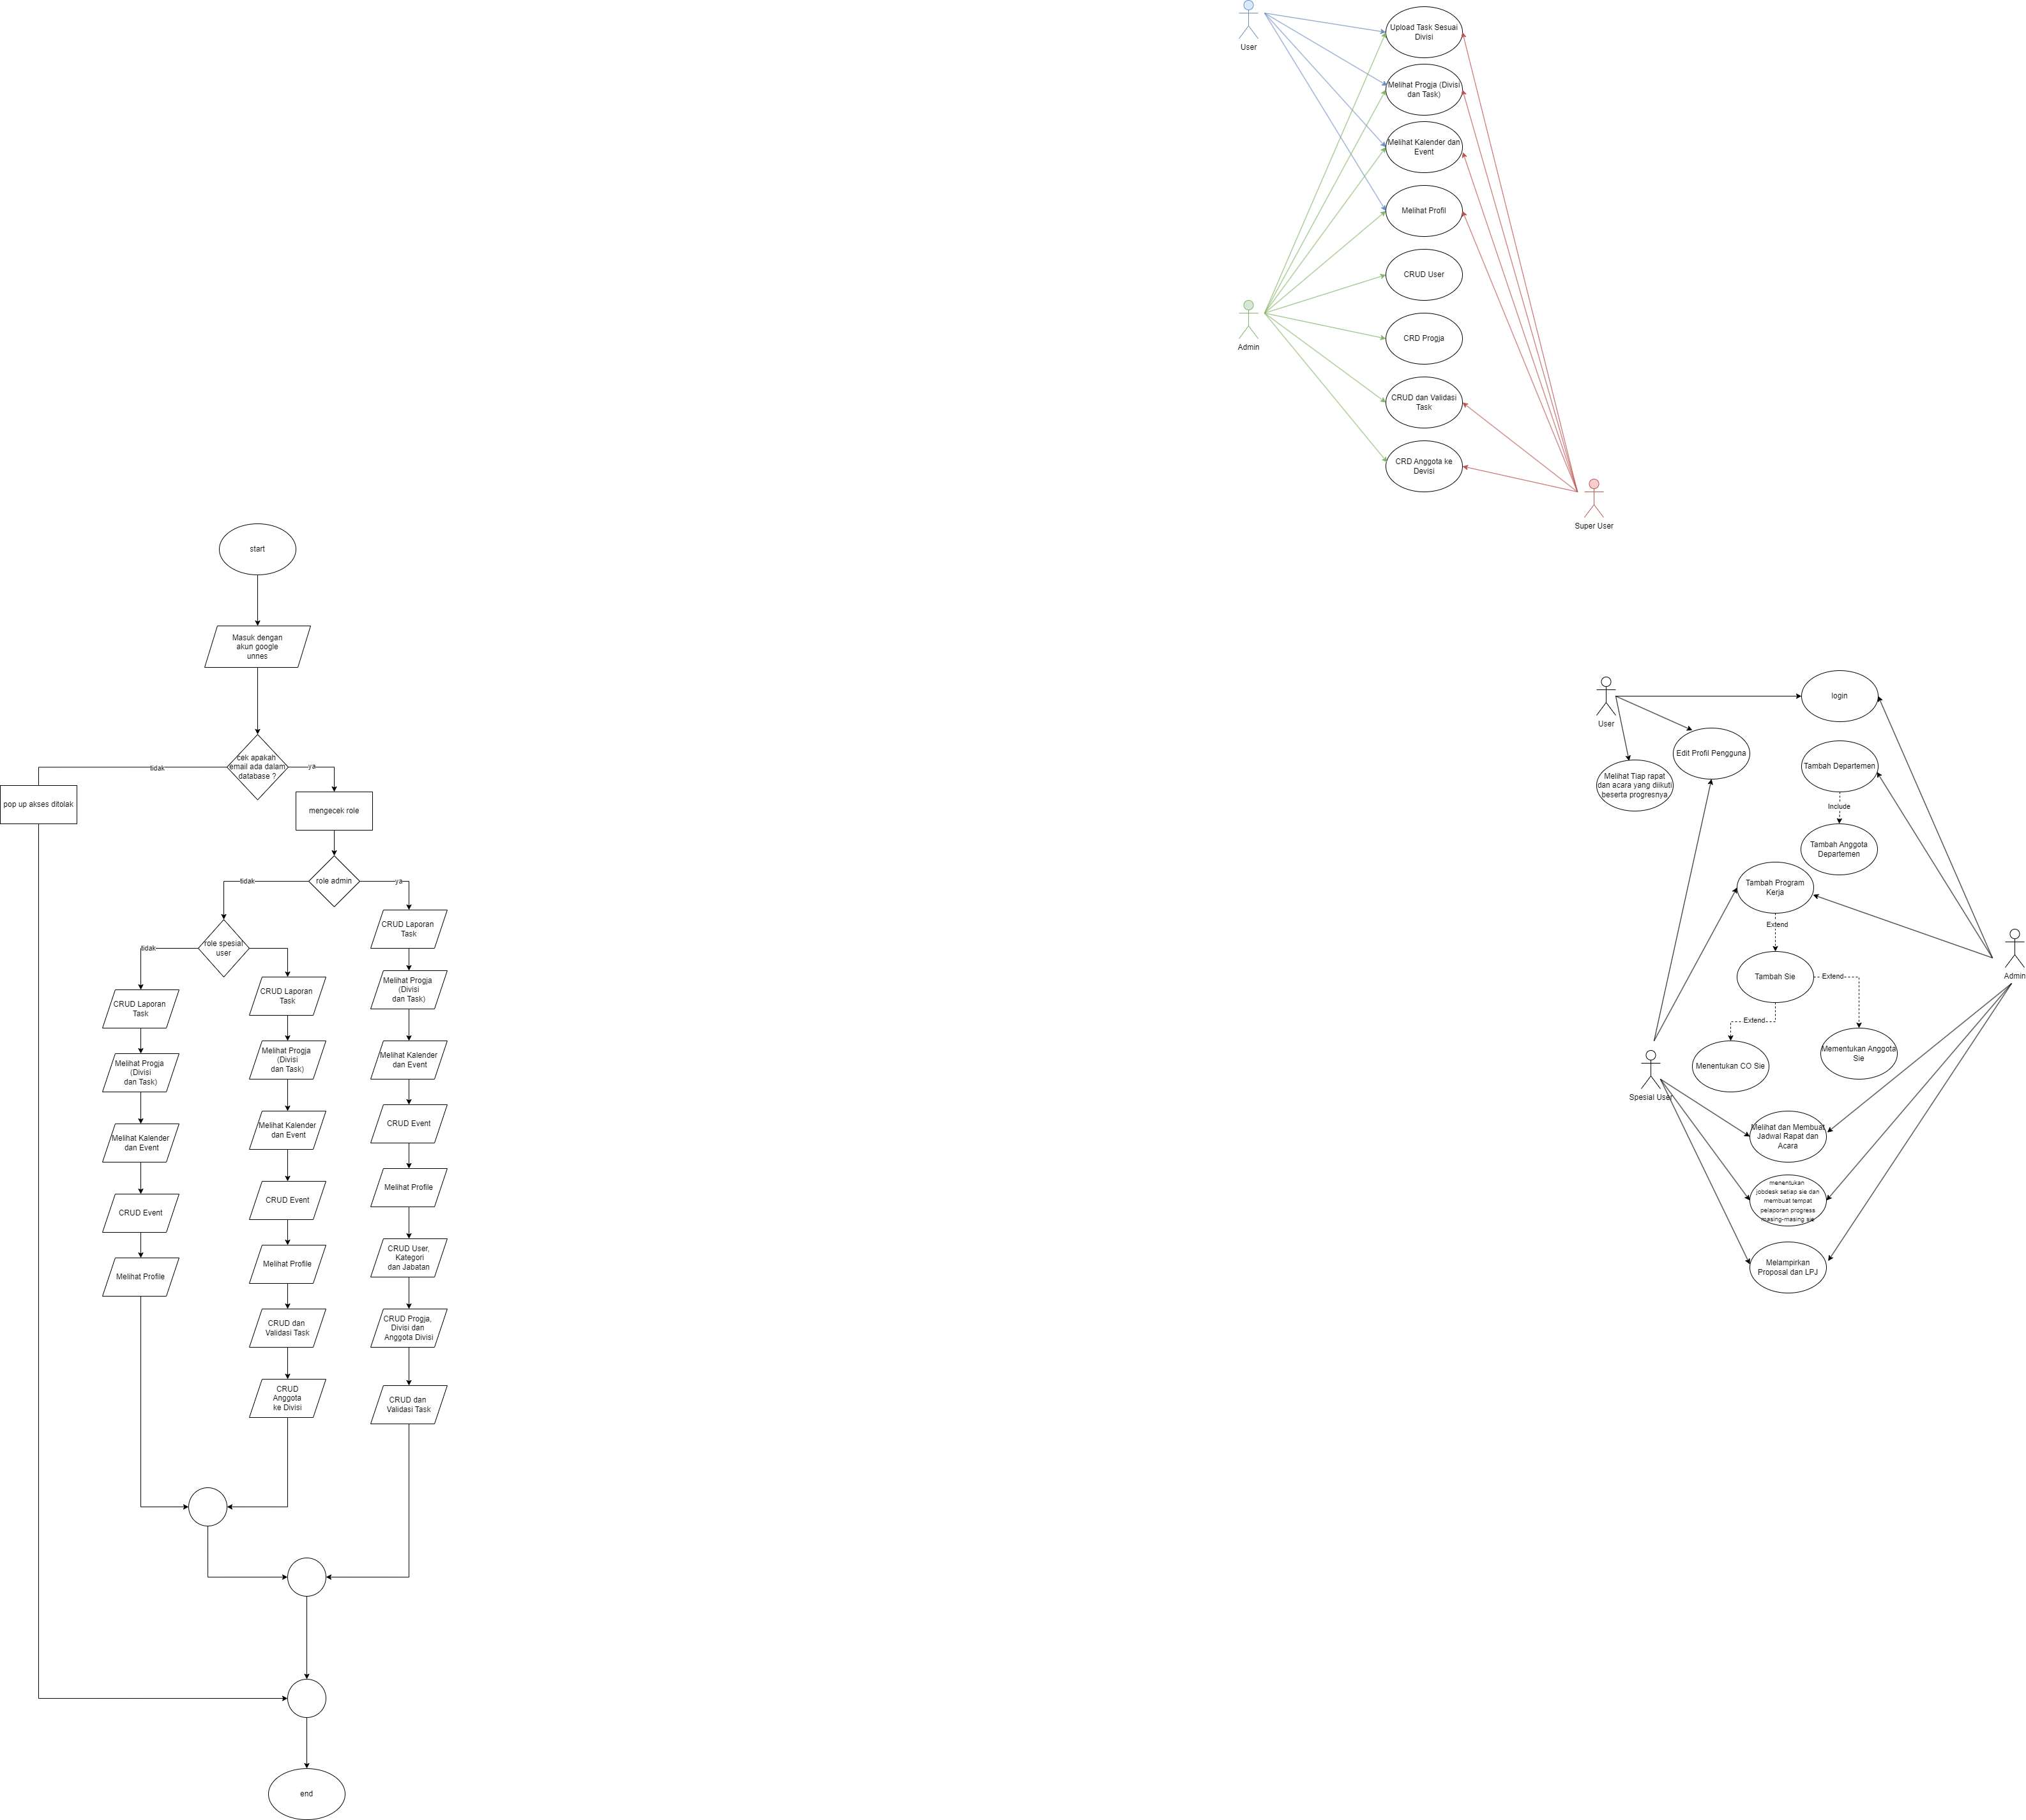 User
Upload Task Sesuai
Divisi
Melihat Progja (Divisi
dan Task)
Melihat Kalender dan
Event
Melihat Profil
CRUD User
Admin
CRD Progja
CRUD dan Validasi
Task
CRD Anggota ke
Devisi
Super User
start
Masuk dengan
akun google
unnes
cek apakah
email ada dalam
database ?
tidak
ya
pop up akses ditolak
mengecek role
role admin
tidak
ya
role spesial
user
tidak
CRUD Laporan
Task
Melihat Progja
(Divisi
dan Task)
Melihat Kalender
dan Event
CRUD Event
Melihat Profile
CRUD Laporan
Task
Melihat Progja
(Divisi
dan Task)
Melihat Kalender
dan Event
CRUD Event
Melihat Profile
CRUD dan
Validasi Task
CRUD
Anggota
ke Divisi
CRUD Laporan
Task
Melihat Progja
(Divisi
dan Task)
Melihat Kalender
dan Event
CRUD Event
Melihat Profile
CRUD User,
Kategori
dan Jabatan
CRUD Progja,
Divisi dan
Anggota Divisi
CRUD dan
Validasi Task
end
User
login
Edit Profil Pengguna
Melihat Tiap rapat
dan acara yang diikuti
beserta progresnya
Tambah Departemen
Include
Tambah Anggota
Departemen
Tambah Program
Kerja
Extend
Tambah Sie
Extend
Extend
Menentukan CO Sie
Mementukan Anggota
Sie
Admin
Spesial User
Melihat dan Membuat
Jadwal Rapat dan
Acara
menentukan
jobdesk setiap sie dan
membuat tempat
pelaporan progress
masing-masing sie
Melampirkan
Proposal dan LPJ